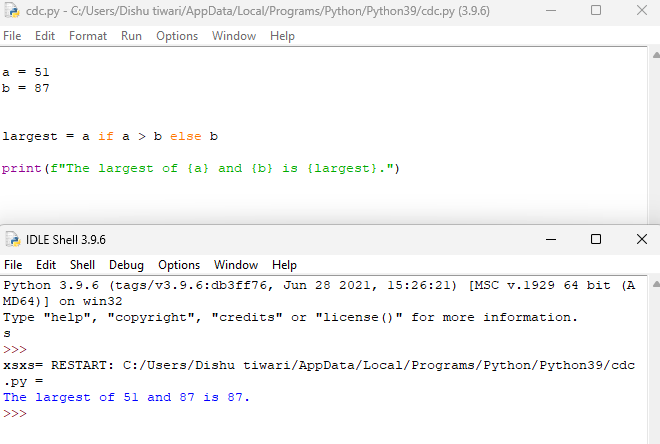 cdc.py - C:/Users/Dishu tiwari/AppData/Local/Programs/Python/Python39/cdc.py (3.9.6)
File Edit Format Run Options Window Help
a = 51
b = 87
largest = a if a > b else b
print(f"The largest of {a} and {b} is {largest}.")
IDLE Shell 3.9.6
File Edit Shell Debug Options Window Help
Python 3.9.6 (tags/v3.9.6:db3ff76, Jun 28 2021, 15:26:21) [MSC v.1929 64 bit (A
MD64)] on win32
Type "help", "copyright", "credits" or "license()" for more information.
s
>>>
xsxs= RESTART: C:/Users/Dishu tiwari/AppData/Local/Programs/Python/Python39/cdc
.py =
The largest of 51 and 87 is 87.
>>>